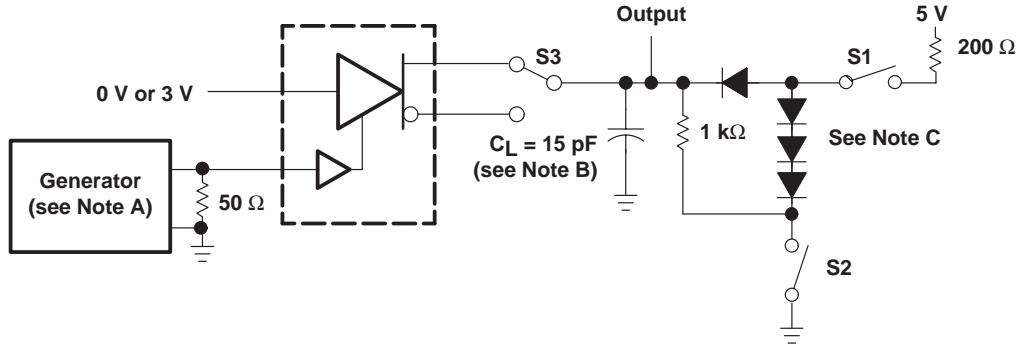 Output
5 V
200 Ω
S1
S3
0 V or 3 V
1 kΩ
See Note C
CL = 15 pF
(see Note B)
Generator
(see Note A)
50 Ω
S2